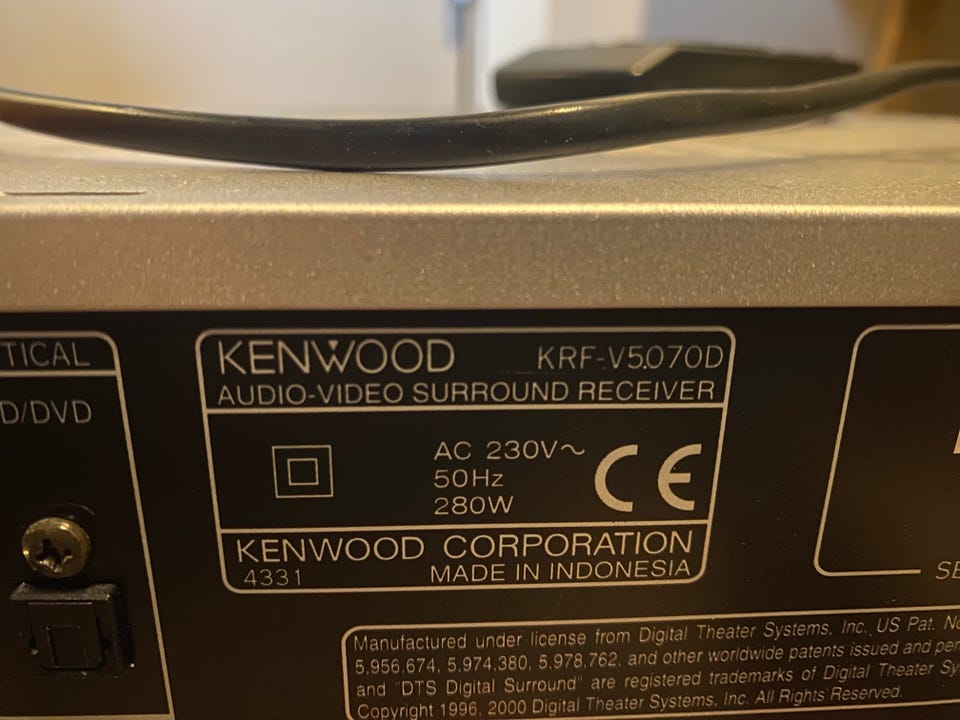 TICAL
D/DVD
KENWOOD KRF-V5070D
AUDIO-VIDEO SURROUND RECEIVER
AC 230V~
50Hz
280W
CE
KENWOOD CORPORATION
4331 MADE IN INDONESIA
SE
Manufactured under license from Digital Theater Systems, Inc. US Pat. No
5,956,674, 5,974,380, 5,978,762, and other worldwide patents issued and pen
and "DTS Digital Surround" are registered trademarks of Digital Theater Sy
Copyright 1996, 2000 Digital Theater Systems, Inc. All Rights Reserved.